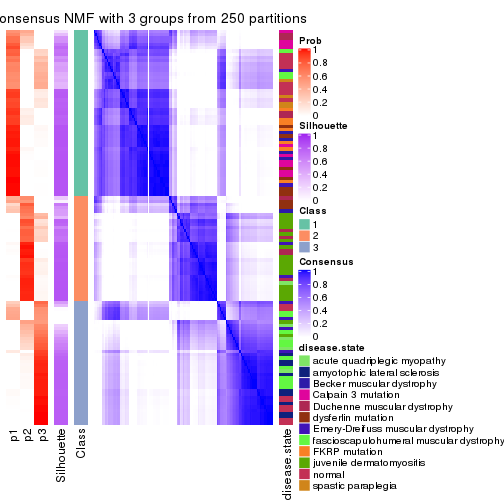 onsensus NMF with 3 groups from 250 partitions
Prob
1
0.8
0.6
0.4
0.2
0
Silhouette
1
0.8
0.6
0.4
0.2
0
Class
1
2
3
Consensus
1
0.8
0.6
0.4
0.2
0
disease.state
acute quadriplegic myopathy
amyotophic lateral sclerosis
Becker muscular dystrophy
Calpain 3 mutation
Duchenne muscular dystrophy
dysferlin mutation
Emery-Dreifuss muscular dystrophy
fascioscapulohumeral muscular dystrophy
FKRP mutation
juvenile dermatomyositis
normal
spastic paraplegia
p1
p2
p3
Silhouette
Class
disease.state